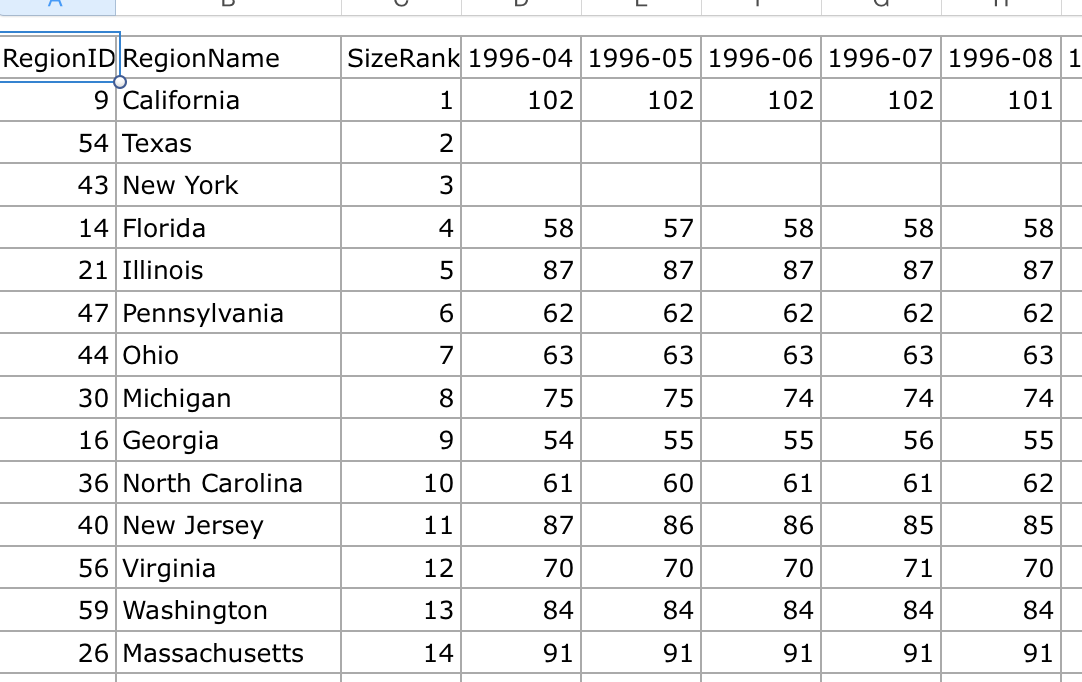 A B C D E F G H
RegionID RegionName SizeRank 1996-04 1996-05 1996-06 1996-07 1996-08 1
9 California 1 102 102 102 102 101
54 Texas 2
43 New York 3
14 Florida 4 58 57 58 58 58
21 Illinois 5 87 87 87 87 87
47 Pennsylvania 6 62 62 62 62 62
44 Ohio 7 63 63 63 63 63
30 Michigan 8 75 75 74 74 74
16 Georgia 9 54 55 55 56 55
36 North Carolina 10 61 60 61 61 62
40 New Jersey 11 87 86 86 85 85
56 Virginia 12 70 70 70 71 70
59 Washington 13 84 84 84 84 84
26 Massachusetts 14 91 91 91 91 91